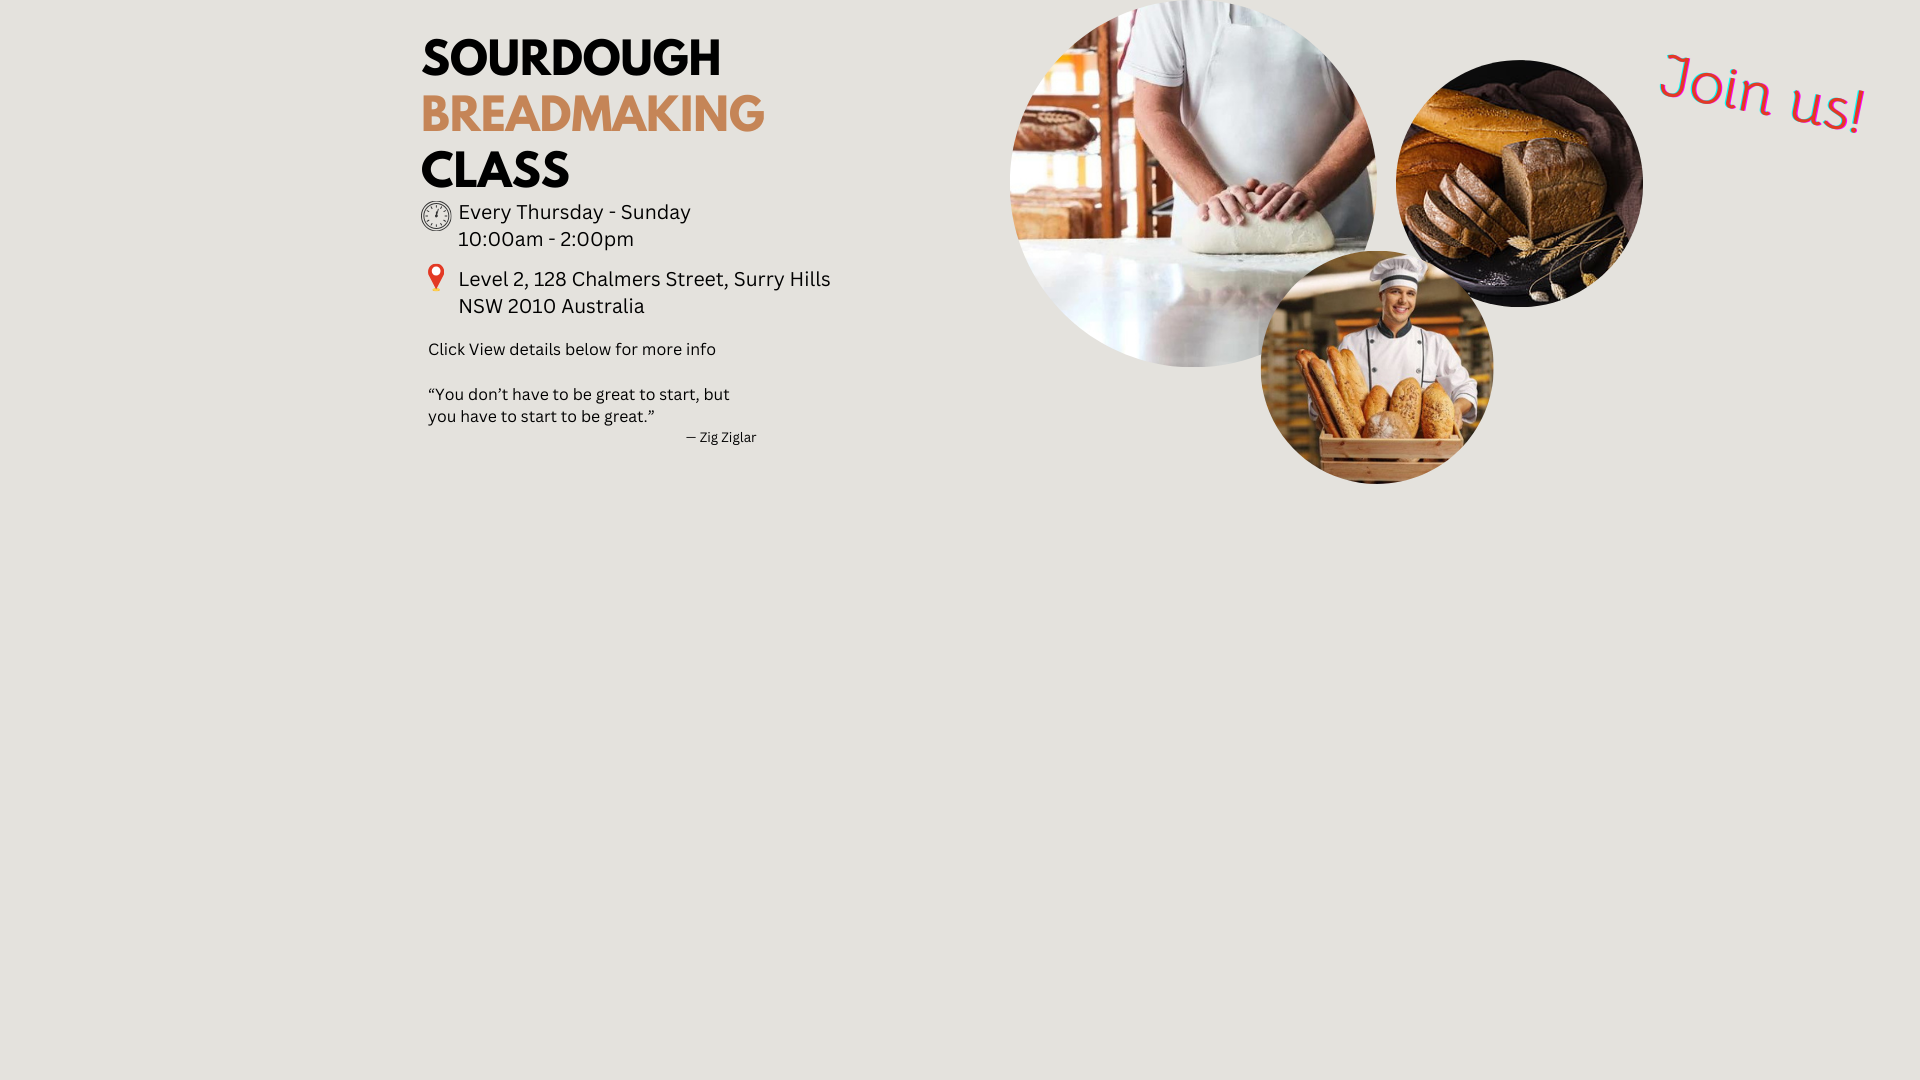 SOURDOUGH
BREADMAKING
CLASS
Every Thursday - Sunday
10:00am - 2:00pm
Level 2, 128 Chalmers Street, Surry Hills
NSW 2010 Australia
Click View details below for more info
“You don’t have to be great to start, but
you have to start to be great.”
— Zig Ziglar
Join us!